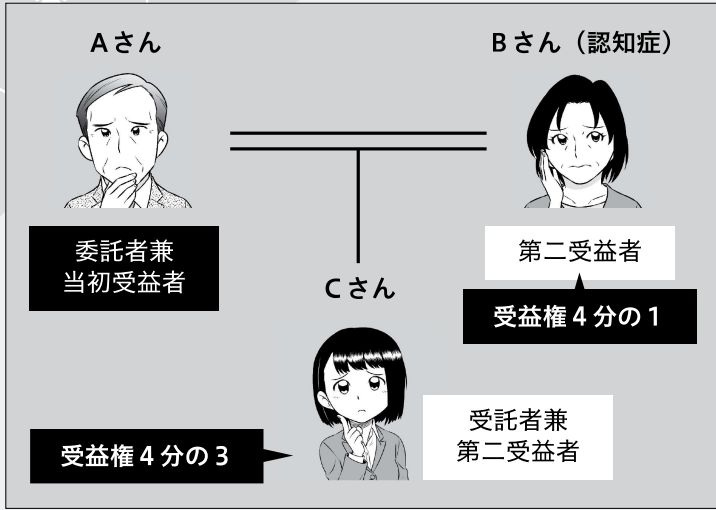 Aさん
Bさん（認知症）
委託者兼
当初受益者
第二受益者
受益権4分の1
Cさん
受益権4分の3
受託者兼
第二受益者